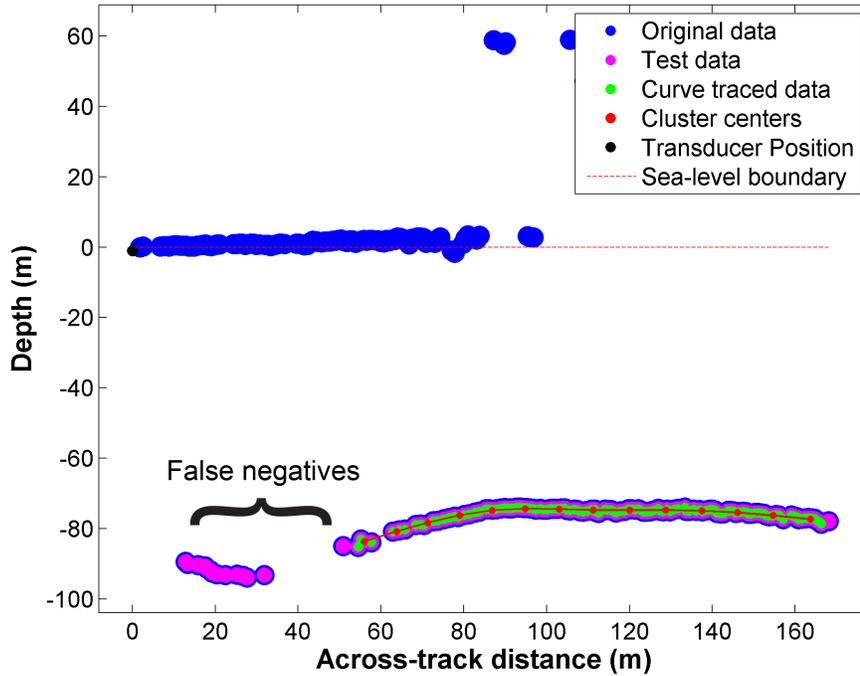 60
40
20
0
-20
-40
-60
-80
-100
Depth (m)
Original data
Test data
Curve traced data
Cluster centers
Transducer Position
Sea-level boundary
False negatives
0 20 40 60 80 100 120 140 160
Across-track distance (m)